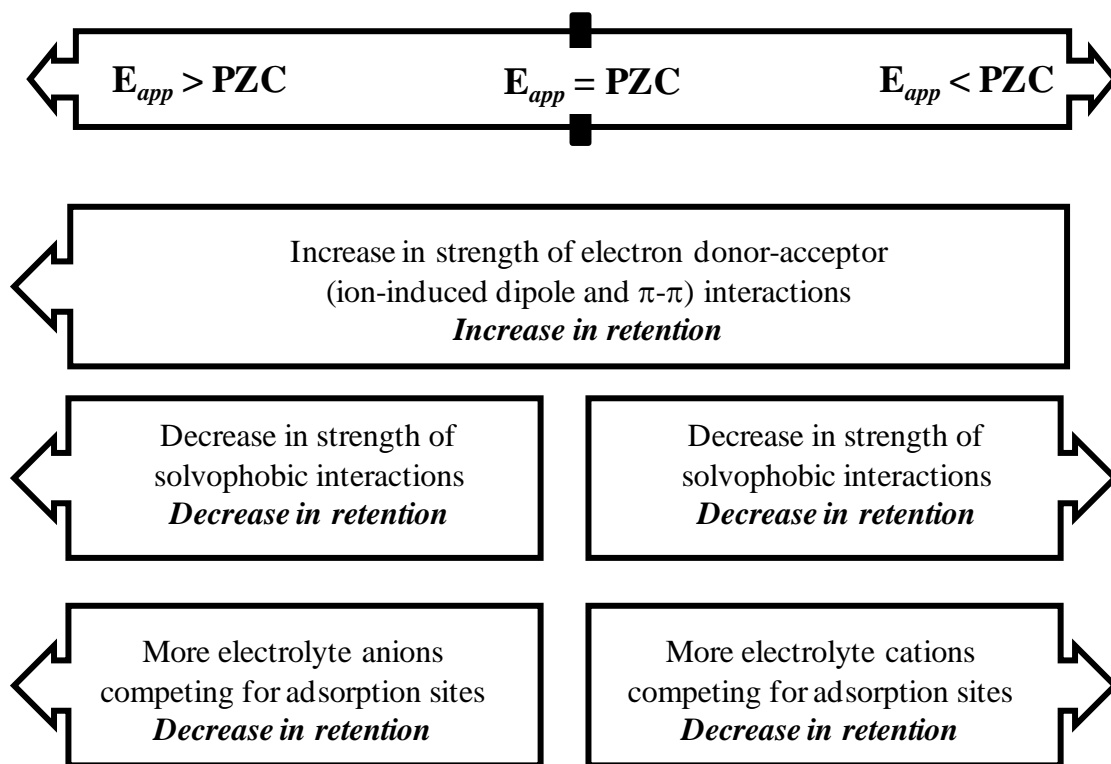 E_app > PZC E_app = PZC E_app < PZC
Increase in strength of electron donor-acceptor
(ion-induced dipole and π-π) interactions
Increase in retention
Decrease in strength of
solvophobic interactions
Decrease in retention
Decrease in strength of
solvophobic interactions
Decrease in retention
More electrolyte anions
competing for adsorption sites
Decrease in retention
More electrolyte cations
competing for adsorption sites
Decrease in retention